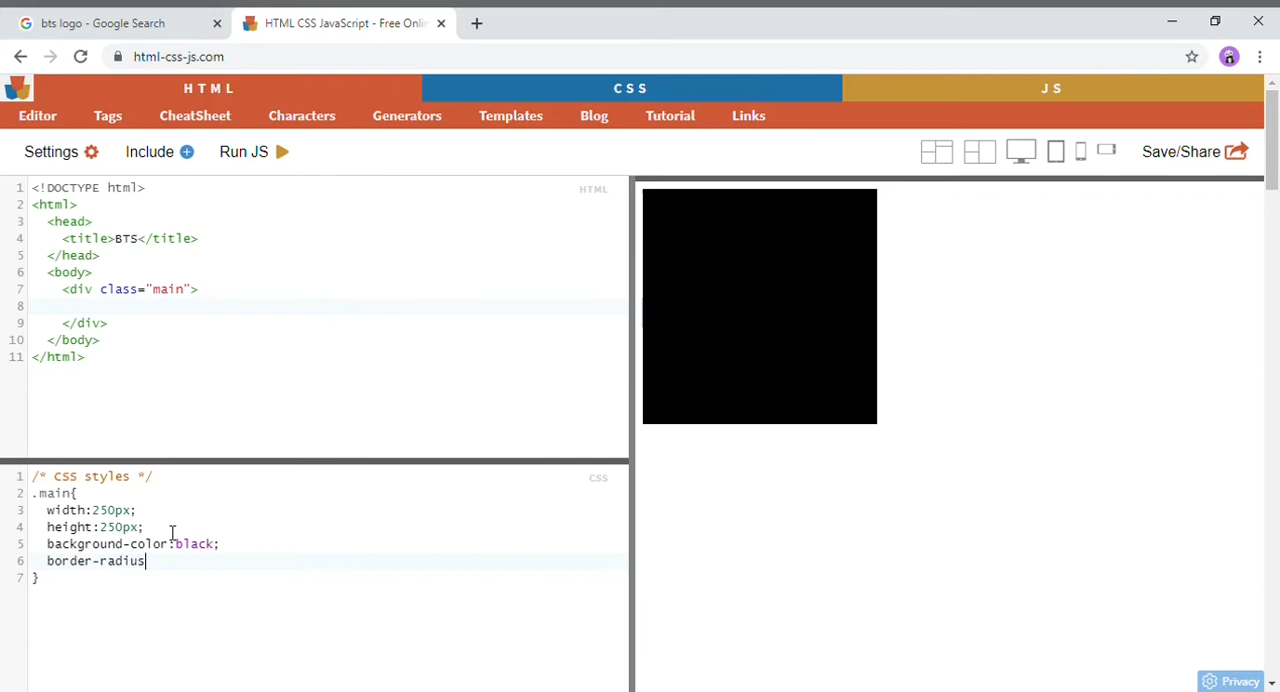 bts logo - Google Search
HTML CSS JavaScript - Free Onli
html-css-js.com
HTML
CSS
JS
Editor
Tags
CheatSheet
Characters
Generators
Templates
Blog
Tutorial
Links
Settings
Include
Run JS
Save/Share
HTML
1 <!DOCTYPE html>
2 <html>
3 <head>
4 <title>BTS</title>
5 </head>
6 <body>
7 <div class="main">
8
9 </div>
10 </body>
11 </html>
CSS
1 /* CSS styles */
2 .main{
3 width:250px;
4 height:250px;
5 background-color:black;
6 border-radius
7 }
Privacy